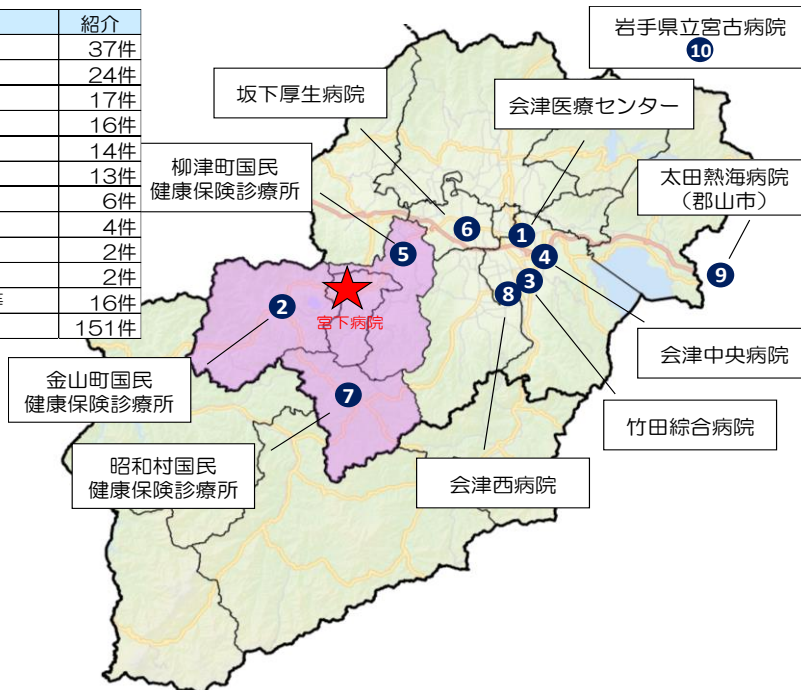 紹介
37件
24件
17件
16件
14件
13件
6件
4件
2件
2件
16件
151件
岩手県立宮古病院
10
坂下厚生病院
会津医療センター
柳津町国民
健康保険診療所
太田熱海病院
(郡山市)
6
1
5
4
9
3
8
2
宮下病院
会津中央病院
金山町国民
健康保険診療所
7
竹田綜合病院
昭和村国民
健康保険診療所
会津西病院